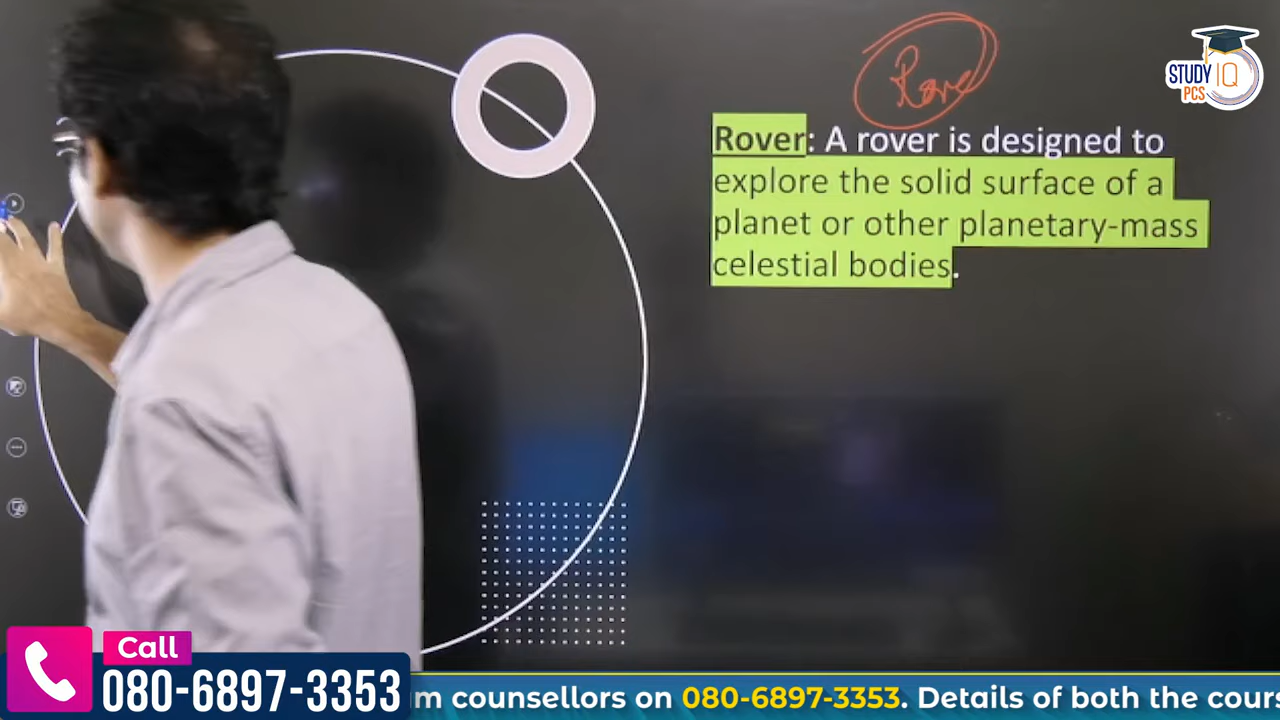 STUDY IQ
PCS
Rove
Rover: A rover is designed to
explore the solid surface of a
planet or other planetary-mass
celestial bodies.
Call
080-6897-3353
m counsellors on 080-6897-3353. Details of both the cours